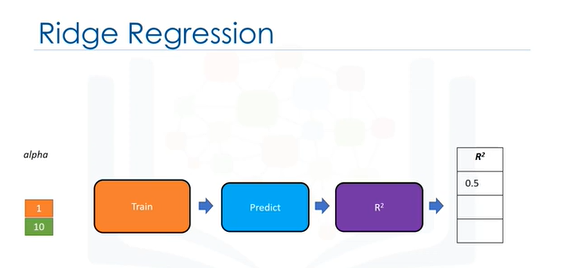 Ridge Regression
alpha
1
10
Train
Predict
R²
R²
0.5